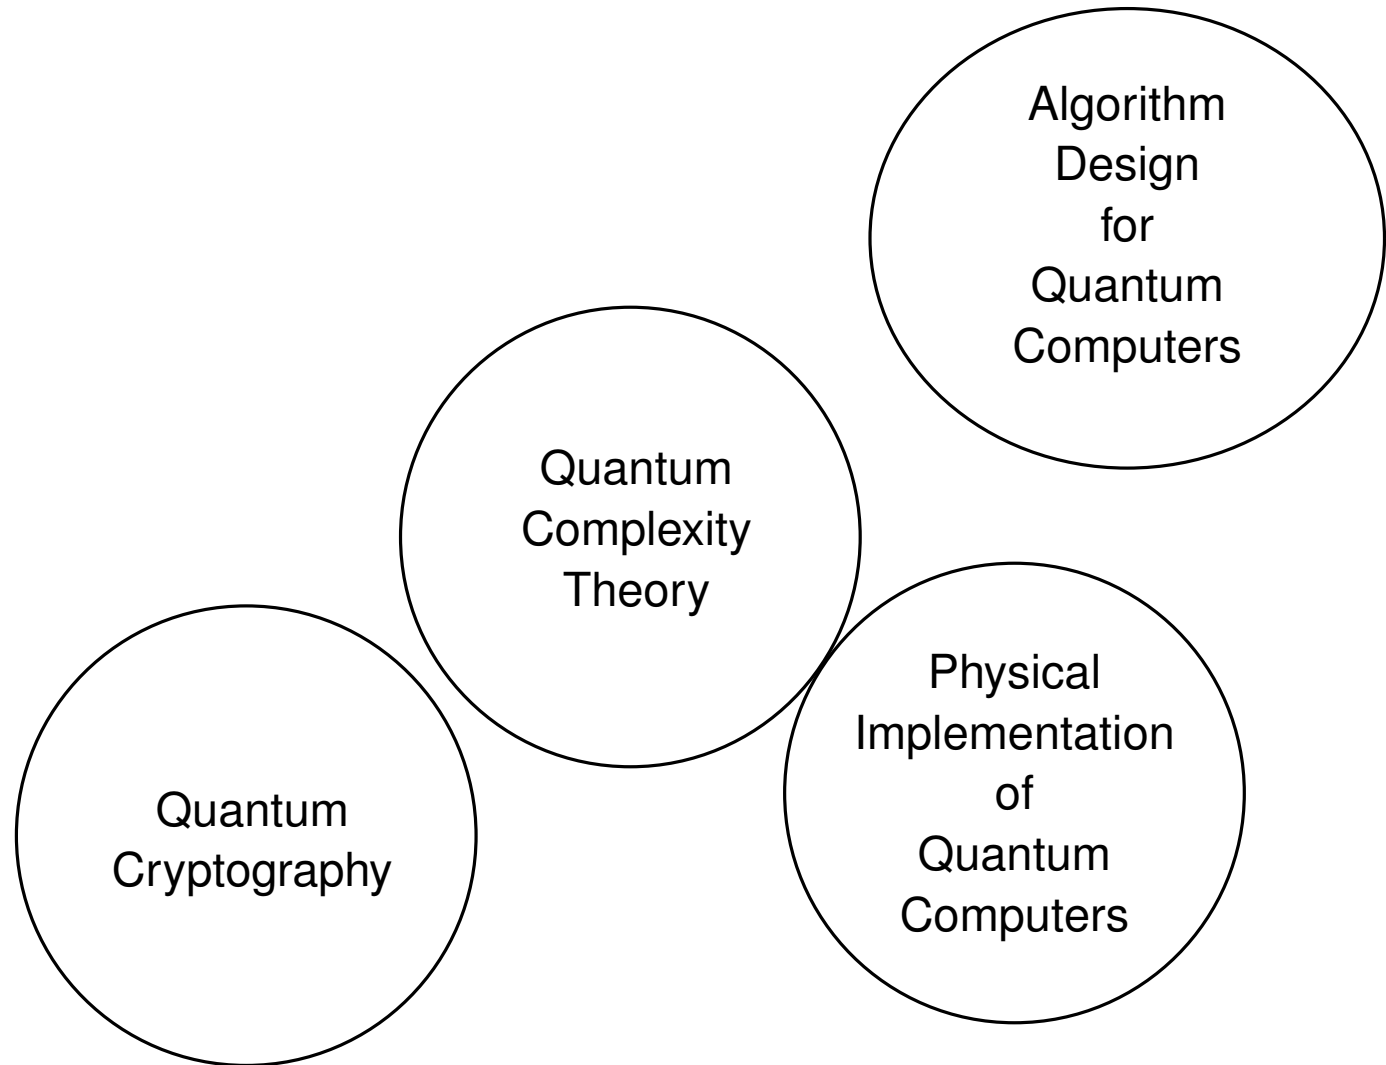 Algorithm
Design
for
Quantum
Computers
Quantum
Complexity
Theory
Physical
Implementation
of
Quantum
Computers
Quantum
Cryptography